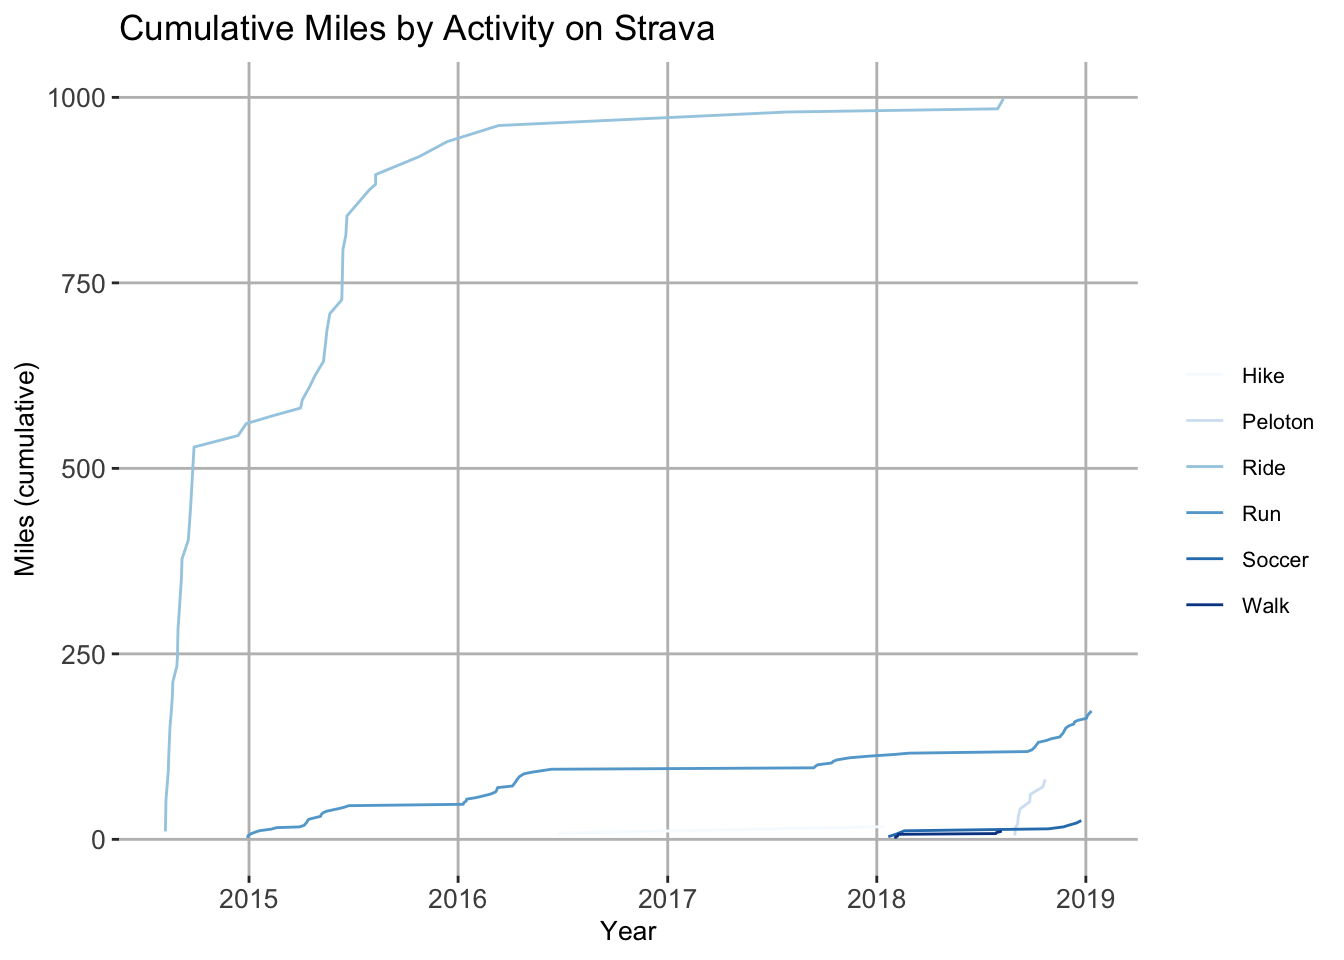 Cumulative Miles by Activity on Strava
Miles (cumulative)
1000
750
500
250
0
2015 2016 2017 2018 2019
Year
Hike
Peloton
Ride
Run
Soccer
Walk